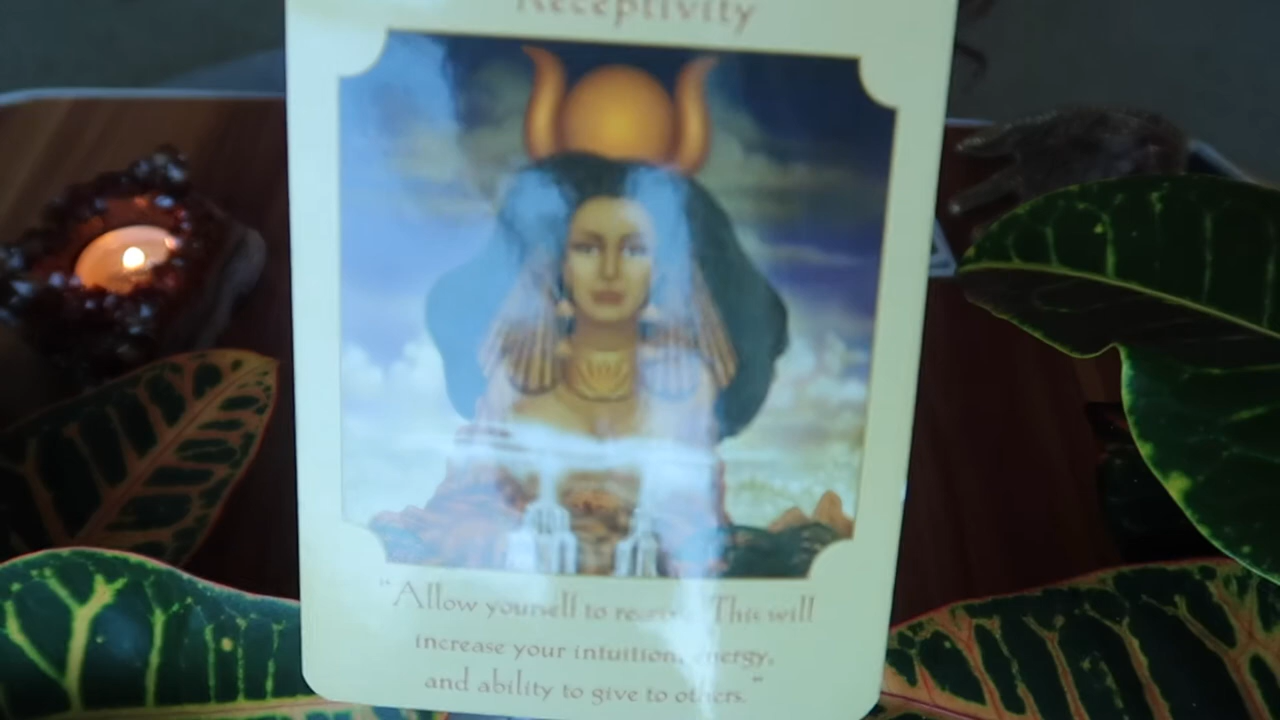 Receptivity
"Allow yourself to receive. This will
increase your intuition, energy,
and ability to give to others."